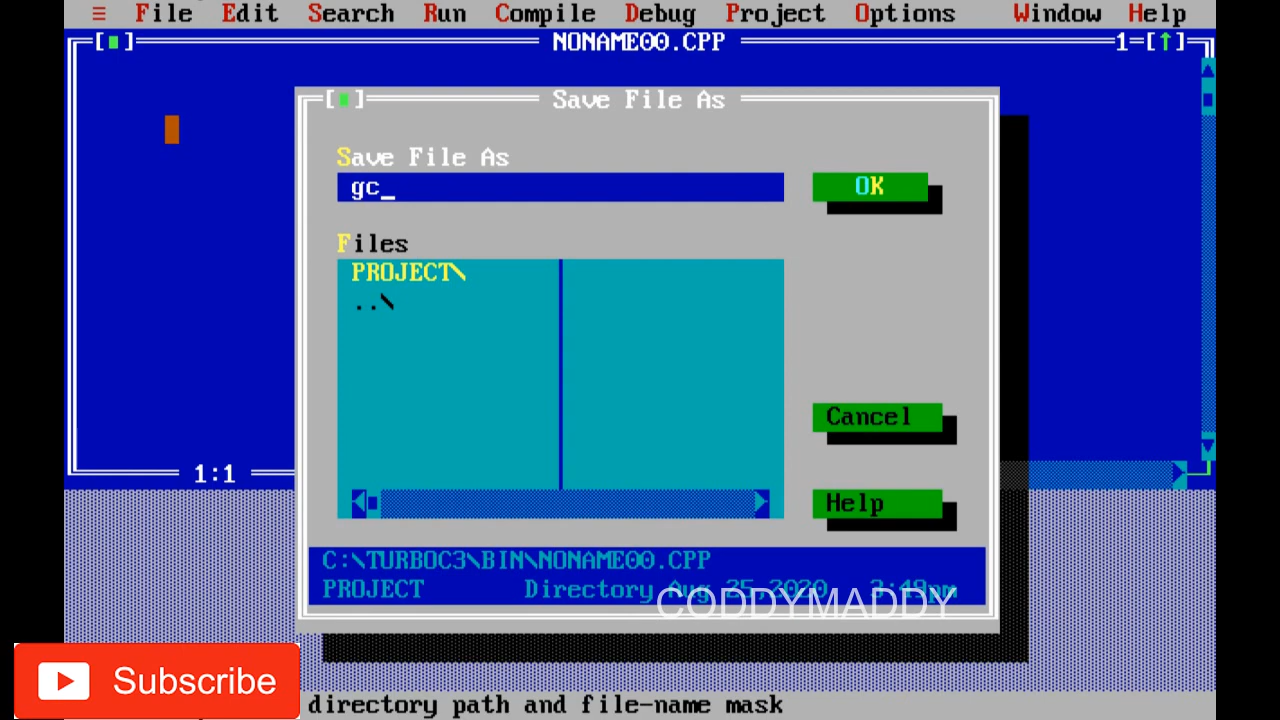 ≡ File Edit Search Run Compile Debug Project Options Window Help
[■] NONAME00.CPP 1=[↑]
[■] Save File As
Save File As
gc_
OK
Files
PROJECT\
..\
Cancel
1:1
Help
C:\TURBOC3\BIN\NONAME00.CPP
PROJECT Directory Aug 25,2020 3:49pm
CODDYMADDY
Subscribe
directory path and file-name mask